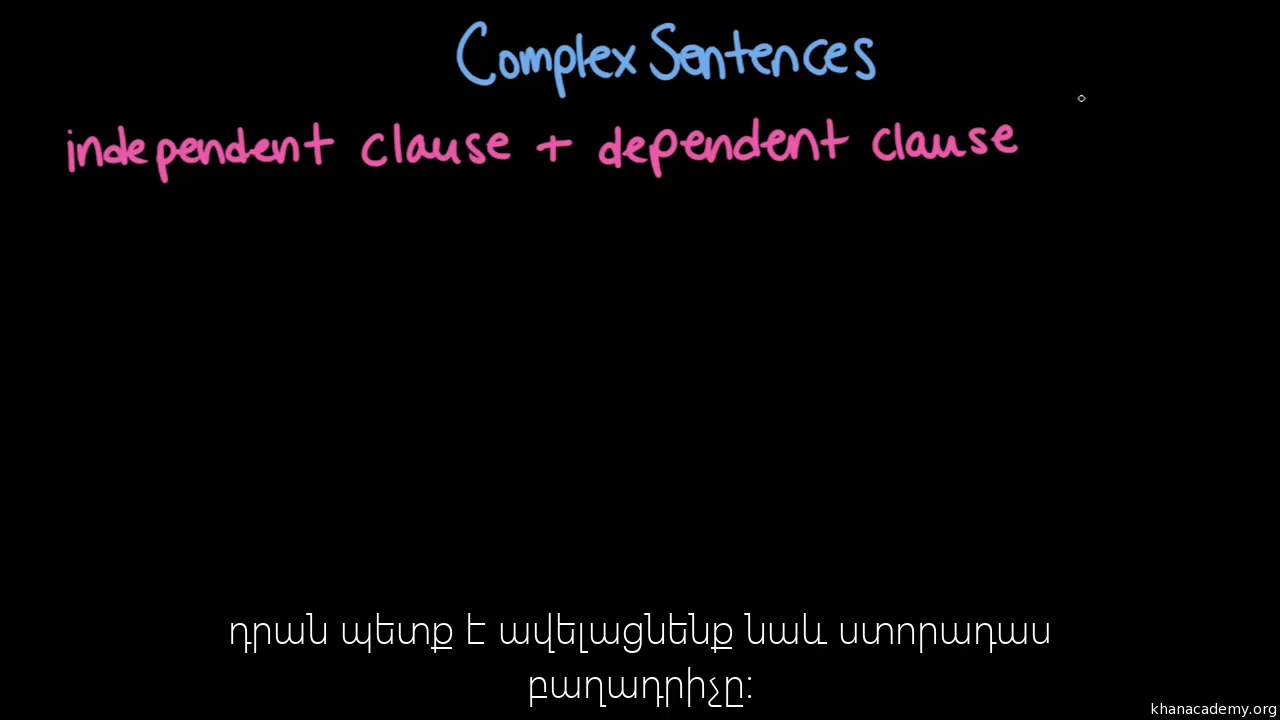 Complex Sentences
independent clause + dependent clause
դրան պետք է ավելացնենք նաև ստորադաս
բաղադրիչը:
khanacademy.org